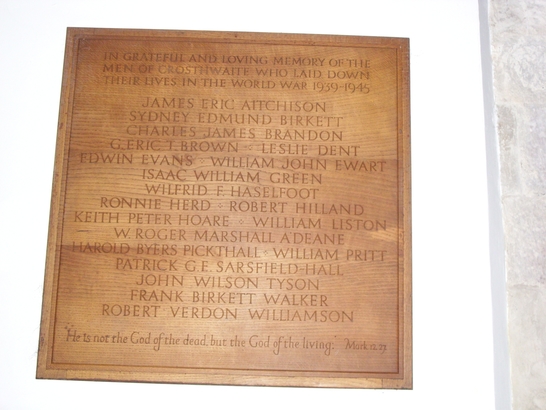 IN GRATEFUL AND LOVING MEMORY OF THE
MEN OF CROSTHWAITE WHO LAID DOWN
THEIR LIVES IN THE WORLD WAR 1939-1945
JAMES ERIC AITCHISON
SYDNEY EDMUND BIRKETT
CHARLES JAMES BRANDON
G. ERIC T. BROWN ◦ LESLIE DENT
EDWIN EVANS ◦ WILLIAM JOHN EWART
ISAAC WILLIAM GREEN
WILFRID F. HASELFOOT
RONNIE HERD ◦ ROBERT HILLAND
KEITH PETER HOARE ◦ WILLIAM LISTON
W. ROGER MARSHALL A'DEANE
HAROLD BYERS PICKTHALL ◦ WILLIAM PRITT
PATRICK G.E. SARSFIELD-HALL
JOHN WILSON TYSON
FRANK BIRKETT WALKER
ROBERT VERDON WILLIAMSON
"He is not the God of the dead, but the God of the living: Mark 12.27